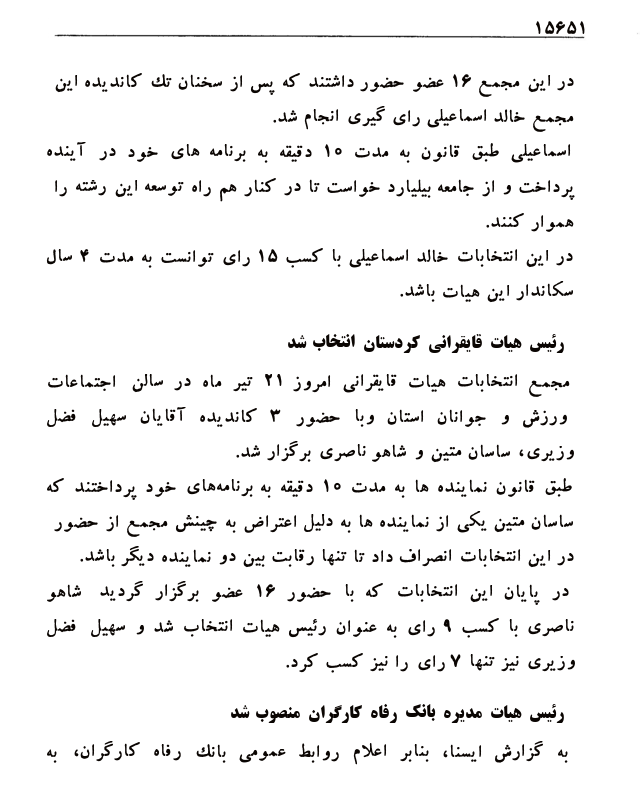 ۱۵۶۵۱
در این مجمع ۱۶ عضو حضور داشتند که پس از سخنان تك کاندیده این
مجمع خالد اسماعیلی رای گیری انجام شد.
اسماعیلی طبق قانون به مدت ۱۰ دقیقه به برنامه های خود در آینده
پرداخت و از جامعه بیلیارد خواست تا در کنار هم راه توسعه این رشته را
هموار کنند.
در این انتخابات خالد اسماعیلی با کسب ۱۵ رای توانست به مدت ۴ سال
سکاندار این هیات باشد.
رئیس هیات قایقرانی کردستان انتخاب شد
مجمع انتخابات هیات قایقرانی امروز ۲۱ تیر ماه در سالن اجتماعات
ورزش و جوانان استان وبا حضور ۳ کاندیده آقایان سهیل فضل
وزیری، ساسان متین و شاهو ناصری برگزار شد.
طبق قانون نماینده ها به مدت ۱۰ دقیقه به برنامه‌های خود پرداختند که
ساسان متین یکی از نماینده ها به دلیل اعتراض به چینش مجمع از حضور
در این انتخابات انصراف داد تا تنها رقابت بین دو نماینده دیگر باشد.
در پایان این انتخابات که با حضور ۱۶ عضو برگزار گردید شاهو
ناصری با کسب ۹ رای به عنوان رئیس هیات انتخاب شد و سهیل فضل
وزیری نیز تنها ۷ رای را نیز کسب کرد.
رئیس هیات مدیره بانک رفاه کارگران منصوب شد
به گزارش ایسنا، بنابر اعلام روابط عمومی بانك رفاه کارگران، به